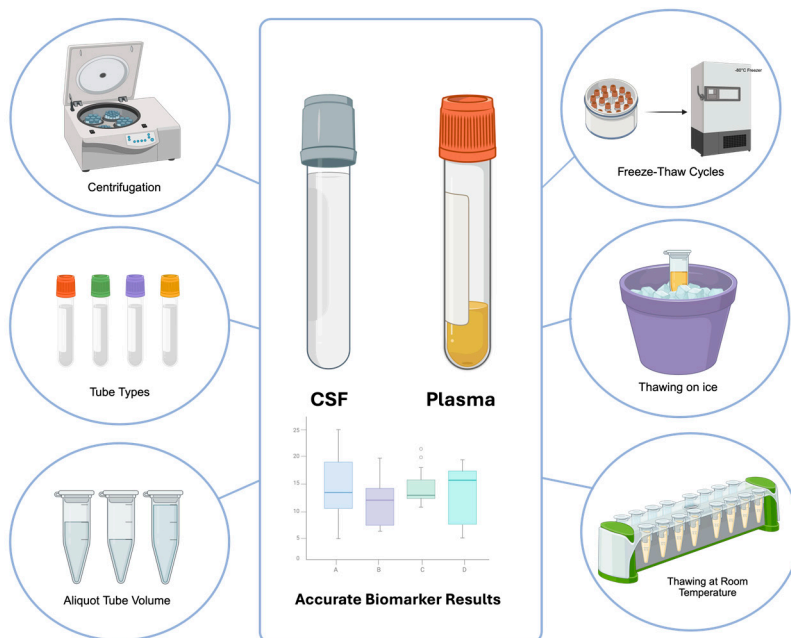 Centrifugation
Tube Types
Aliquot Tube Volume
CSF
Plasma
25
20
15
10
5
0
A
B
C
D
Accurate Biomarker Results
-80°C Freezer
Freeze-Thaw Cycles
Thawing on ice
Thawing at Room
Temperature